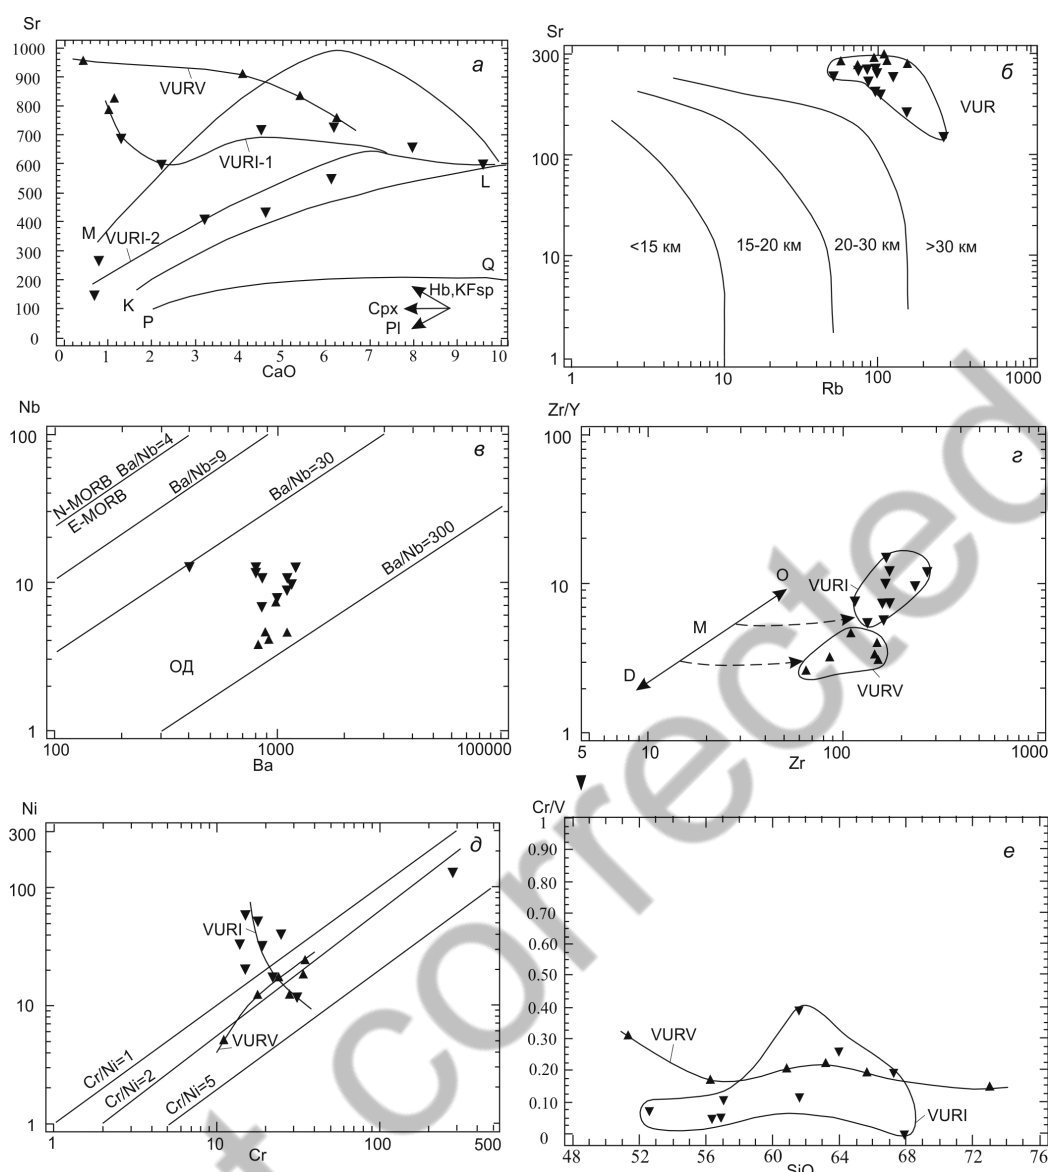 Sr
1000
900
800
700
600
500
400
300
200
100
0
а
VURV
VURI-1
M
VURI-2
K
P
L
Q
Hb,KFsp
Cpx
Pl
0 1 2 3 4 5 6 7 8 9 10
CaO
Sr
300
100
10
1
б
VUR
<15 км
15-20 км
20-30 км
>30 км
1 10 100 1000
Rb
Nb
100
10
1
в
N-MORB Ba/Nb=4
E-MORB
Ba/Nb=9
Ba/Nb=30
Ba/Nb=300
ОД
100 1000 100000
Ba
Zr/Y
100
10
1
г
O
VURI
M
D
VURV
5 10 100 1000
Zr
Ni
300
100
10
1
д
VURI
VURV
Cr/Ni=1
Cr/Ni=2
Cr/Ni=5
1 10 100 500
Cr
Cr/V
1
0.90
0.80
0.70
0.60
0.50
0.40
0.30
0.20
0.10
0
е
VURV
VURI
48 52 56 60 64 68 72 76
SiO
corrected